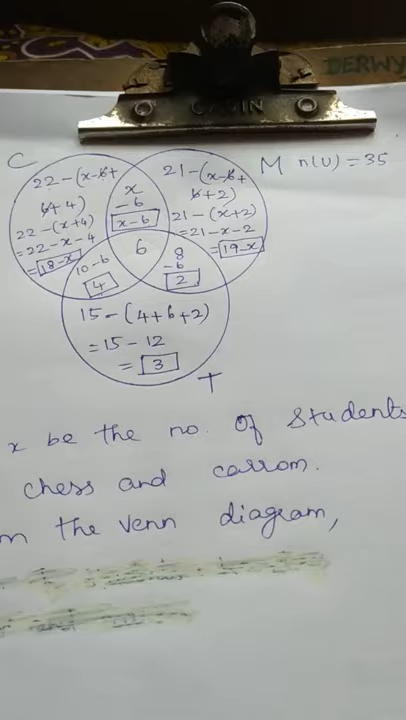 DERWY
CAGIN
C
M n(U) = 35
22-(x-6+
6+4)
22-(x+4)
=22-x-4
=18-x
x
-6
x-6
21-(x-6+
6+2)
21-(x+2)
=21-x-2
=19-x
6
10-6
4
8
-6
2
15-(4+6+2)
=15-12
=3
T
x be the no. Of Students
chess and carrom.
m the venn diagram,